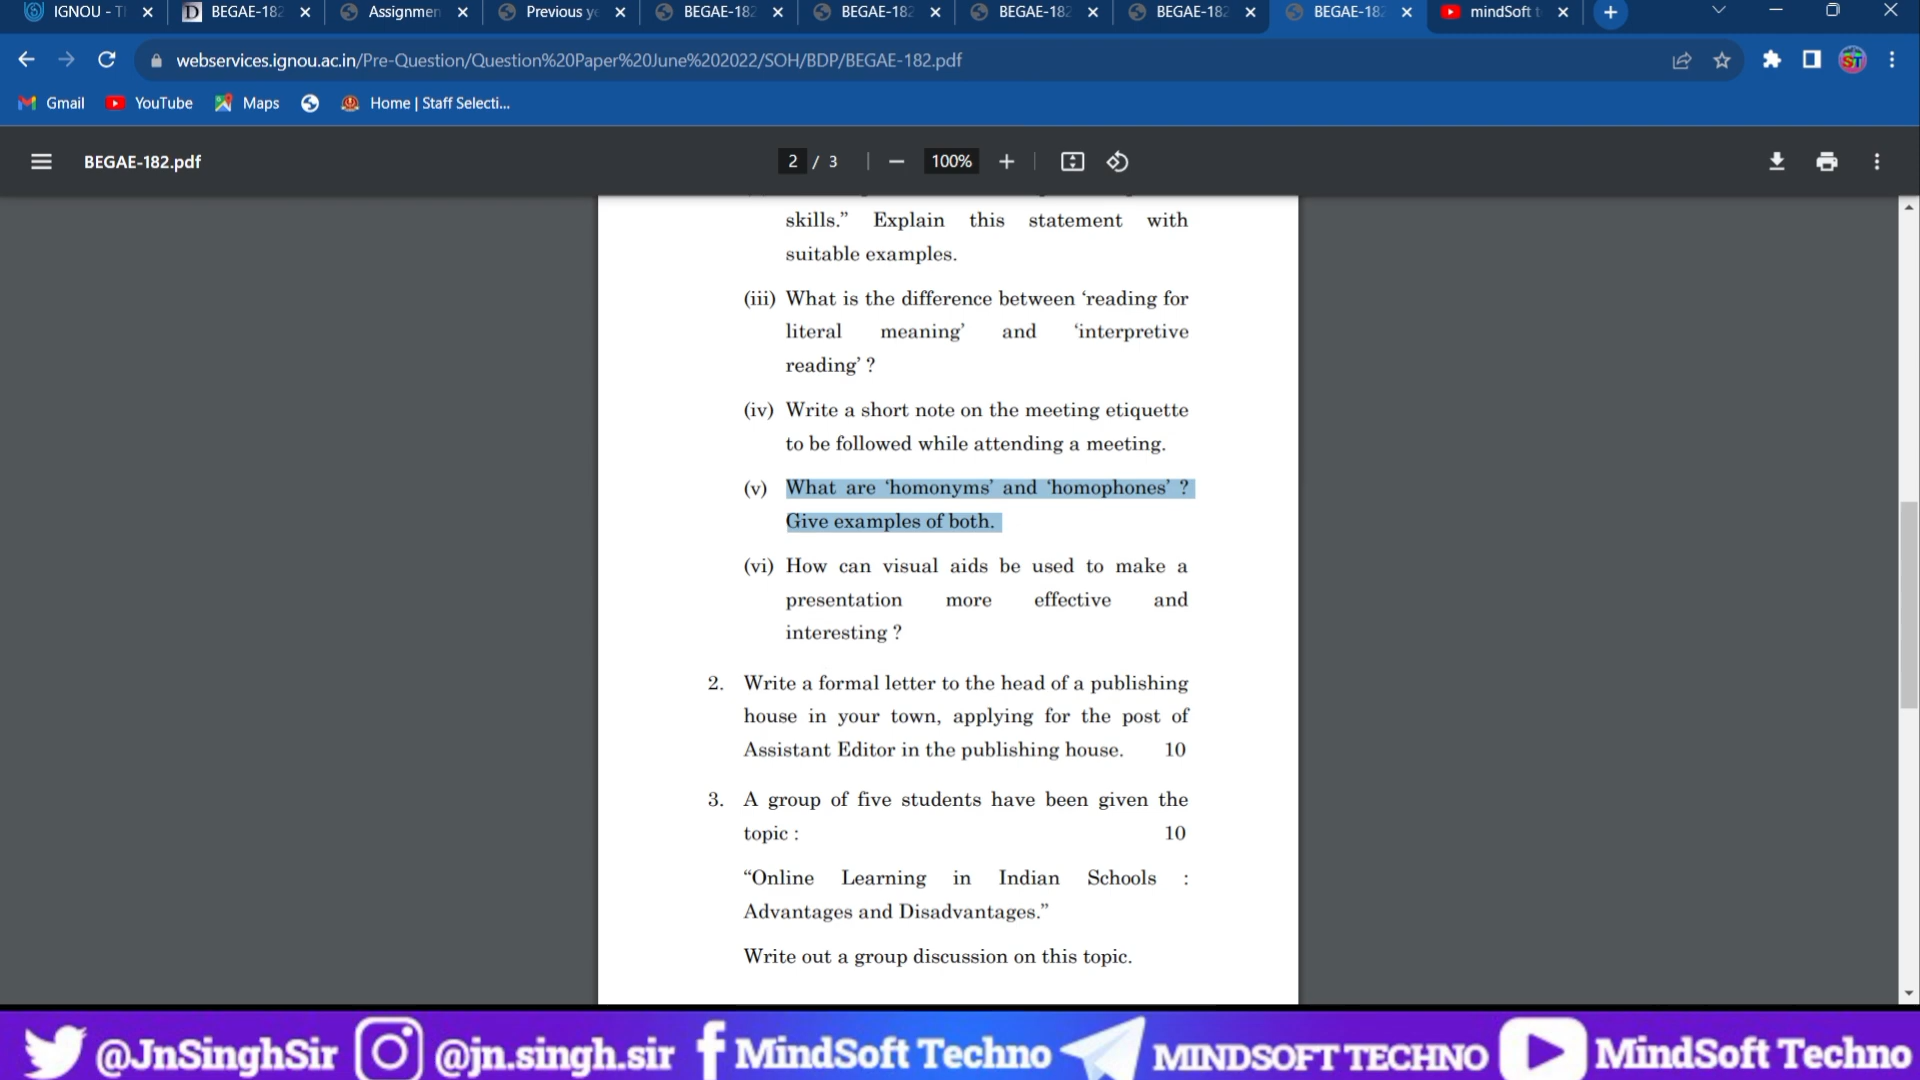 IGNOU - T
BEGAE-182
Assignmen
Previous ye
BEGAE-182
BEGAE-182
BEGAE-182
BEGAE-182
BEGAE-182
mindSoft t
webservices.ignou.ac.in/Pre-Question/Question%20Paper%20June%202022/SOH/BDP/BEGAE-182.pdf
ST
Gmail
YouTube
Maps
Home | Staff Selecti...
BEGAE-182.pdf
2 / 3
100%
skills.” Explain this statement with
suitable examples.
(iii) What is the difference between ‘reading for
literal meaning’ and ‘interpretive
reading’ ?
(iv) Write a short note on the meeting etiquette
to be followed while attending a meeting.
(v) What are ‘homonyms’ and ‘homophones’ ?
Give examples of both.
(vi) How can visual aids be used to make a
presentation more effective and
interesting ?
2. Write a formal letter to the head of a publishing
house in your town, applying for the post of
Assistant Editor in the publishing house. 10
3. A group of five students have been given the
topic : 10
“Online Learning in Indian Schools :
Advantages and Disadvantages.”
Write out a group discussion on this topic.
@JnSinghSir @jn.singh.sir MindSoft Techno MINDSOFT TECHNO MindSoft Techno